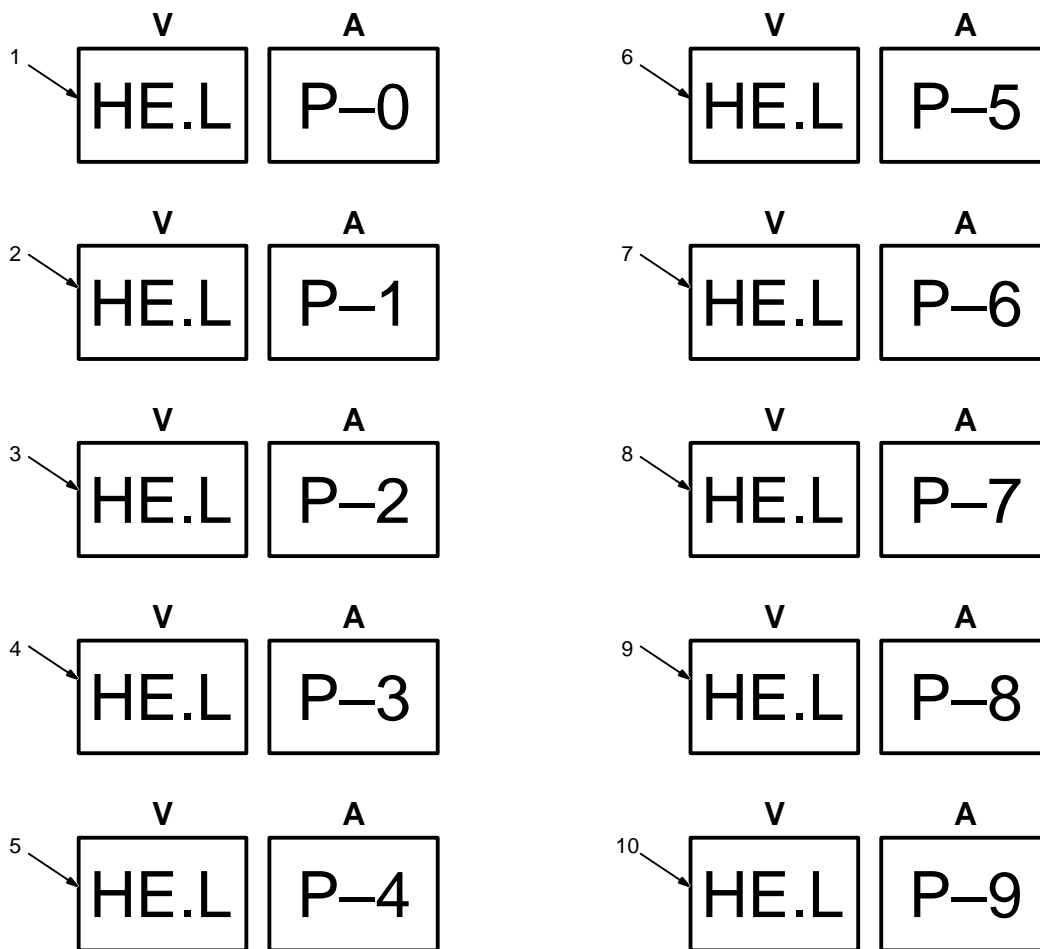 V A
1 HE.L P–0
V A
2 HE.L P–1
V A
3 HE.L P–2
V A
4 HE.L P–3
V A
5 HE.L P–4
V A
6 HE.L P–5
V A
7 HE.L P–6
V A
8 HE.L P–7
V A
9 HE.L P–8
V A
10 HE.L P–9